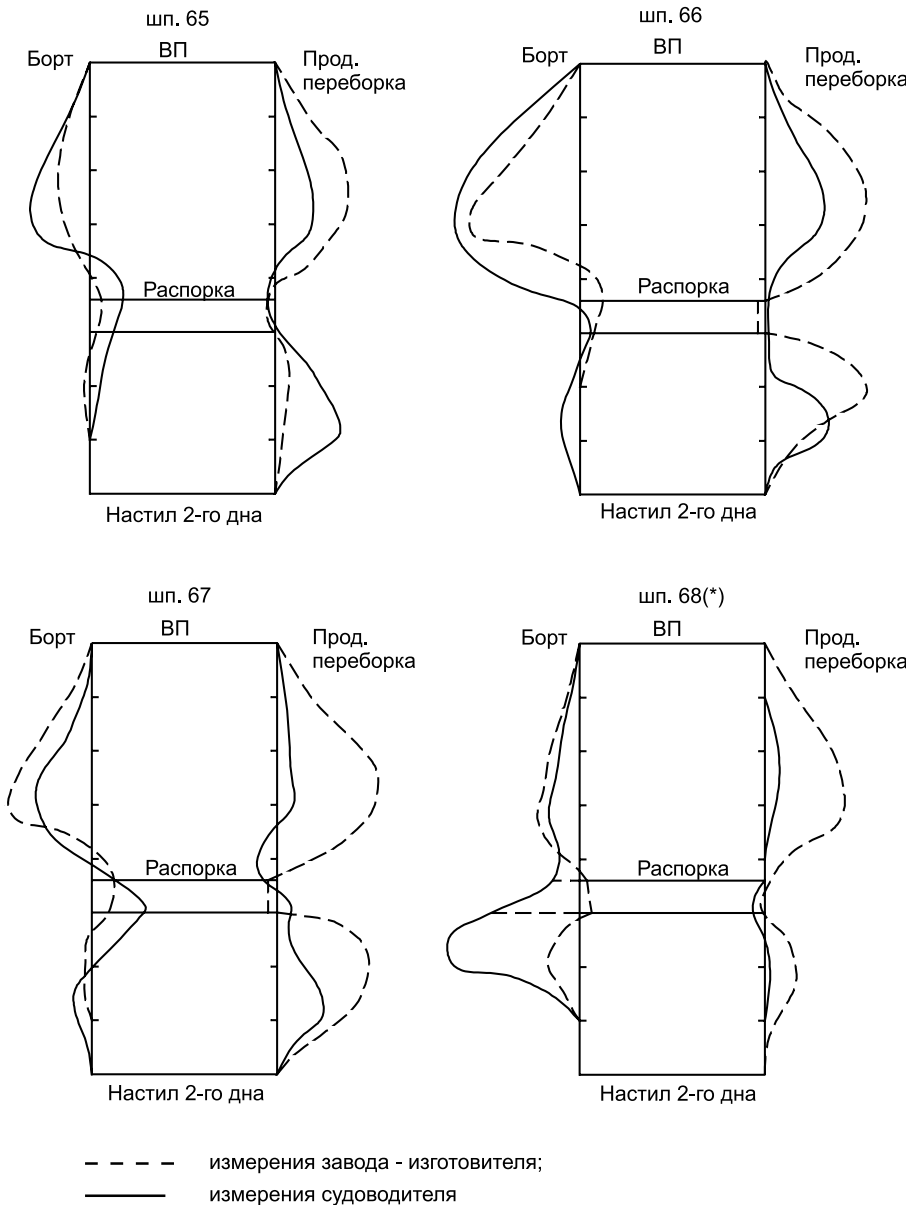 шп. 65
Борт
ВП
Прод.
переборка
Распорка
Настил 2-го дна
шп. 66
Борт
ВП
Прод.
переборка
Распорка
Настил 2-го дна
шп. 67
Борт
ВП
Прод.
переборка
Распорка
Настил 2-го дна
шп. 68(*)
Борт
ВП
Прод.
переборка
Распорка
Настил 2-го дна
измерения завода - изготовителя;
измерения судоводителя